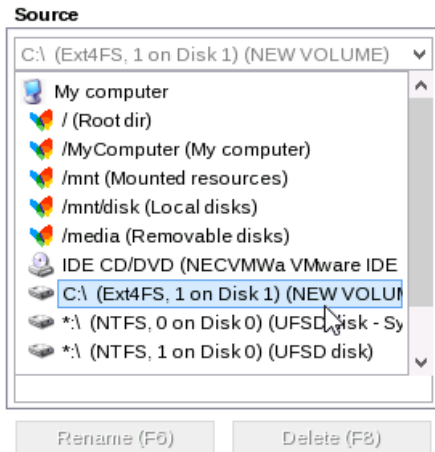 Source
C:\ (Ext4FS, 1 on Disk 1) (NEW VOLUME)
My computer
/ (Root dir)
/MyComputer (My computer)
/mnt (Mounted resources)
/mnt/disk (Local disks)
/media (Removable disks)
IDE CD/DVD (NECVMWa VMware IDE
C:\ (Ext4FS, 1 on Disk 1) (NEW VOLUM
*:\ (NTFS, 0 on Disk 0) (UFSD disk - Sy
*:\ (NTFS, 1 on Disk 0) (UFSD disk)
Rename (F6) Delete (F8)